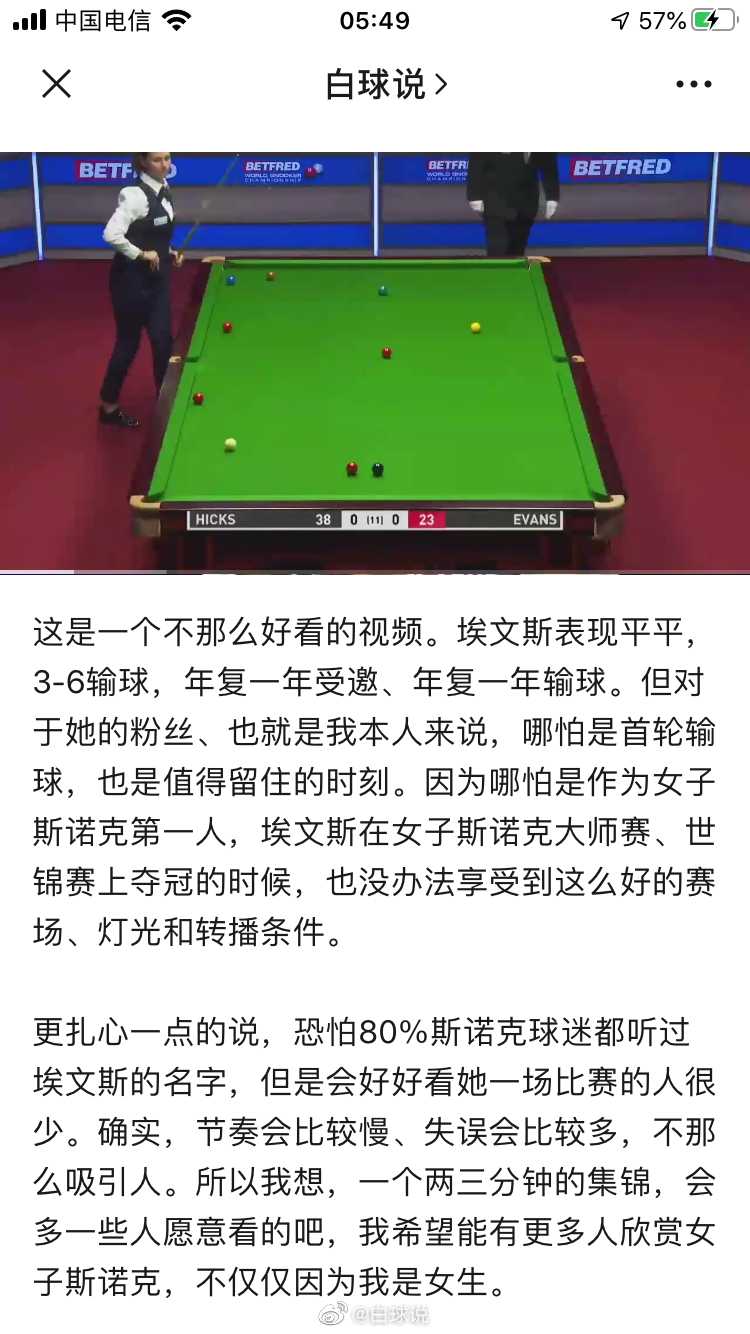 中国电信
05:49
57%
白球说
BETF D
BETFRED
WORLD SNOOKER
CHAMPIONSHIP
BETFR
WORLD SNO
CHAMPION
BETFRED
HICKS 38 0 (11) 0 23 EVANS
这是一个不那么好看的视频。埃文斯表现平平，
3-6输球，年复一年受邀、年复一年输球。但对
于她的粉丝、也就是我本人来说，哪怕是首轮输
球，也是值得留住的时刻。因为哪怕是作为女子
斯诺克第一人，埃文斯在女子斯诺克大师赛、世
锦赛上夺冠的时候，也没办法享受到这么好的赛
场、灯光和转播条件。
更扎心一点的说，恐怕80%斯诺克球迷都听过
埃文斯的名字，但是会好好看她一场比赛的人很
少。确实，节奏会比较慢、失误会比较多，不那
么吸引人。所以我想，一个两三分钟的集锦，会
多一些人愿意看的吧，我希望能有更多人欣赏女
子斯诺克，不仅仅因为我是女生。
@白球说